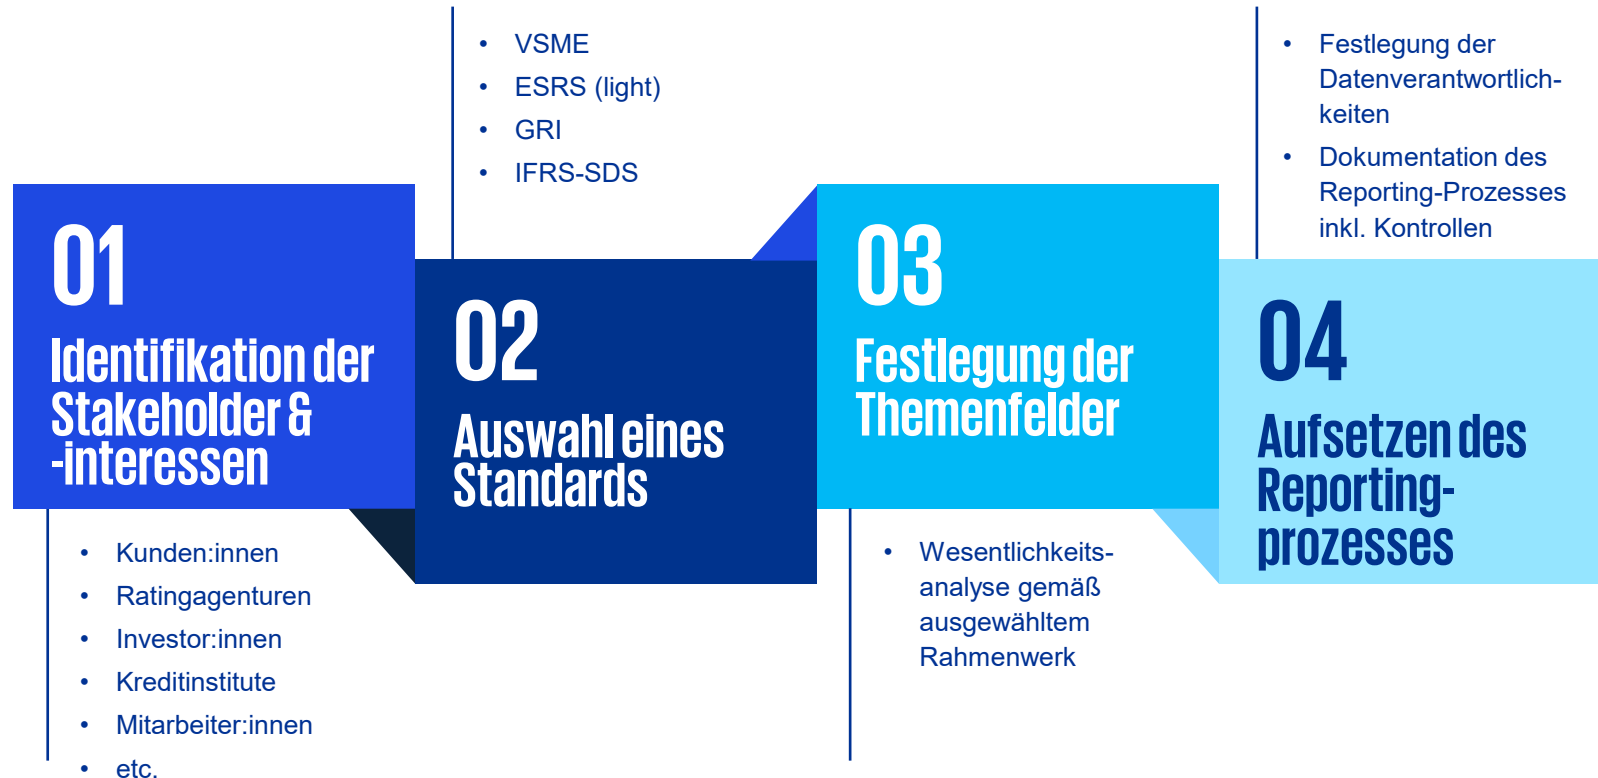 01
Identifikation der
Stakeholder &
-interessen
• Kunden:innen
• Ratingagenturen
• Investor:innen
• Kreditinstitute
• Mitarbeiter:innen
• etc.
• VSME
• ESRS (light)
• GRI
• IFRS-SDS
02
Auswahl eines
Standards
03
Festlegung der
Themenfelder
• Wesentlichkeits-
analyse gemäß
ausgewähltem
Rahmenwerk
• Festlegung der
Datenverantwortlich-
keiten
• Dokumentation des
Reporting-Prozesses
inkl. Kontrollen
04
Aufsetzen des
Reporting-
prozesses